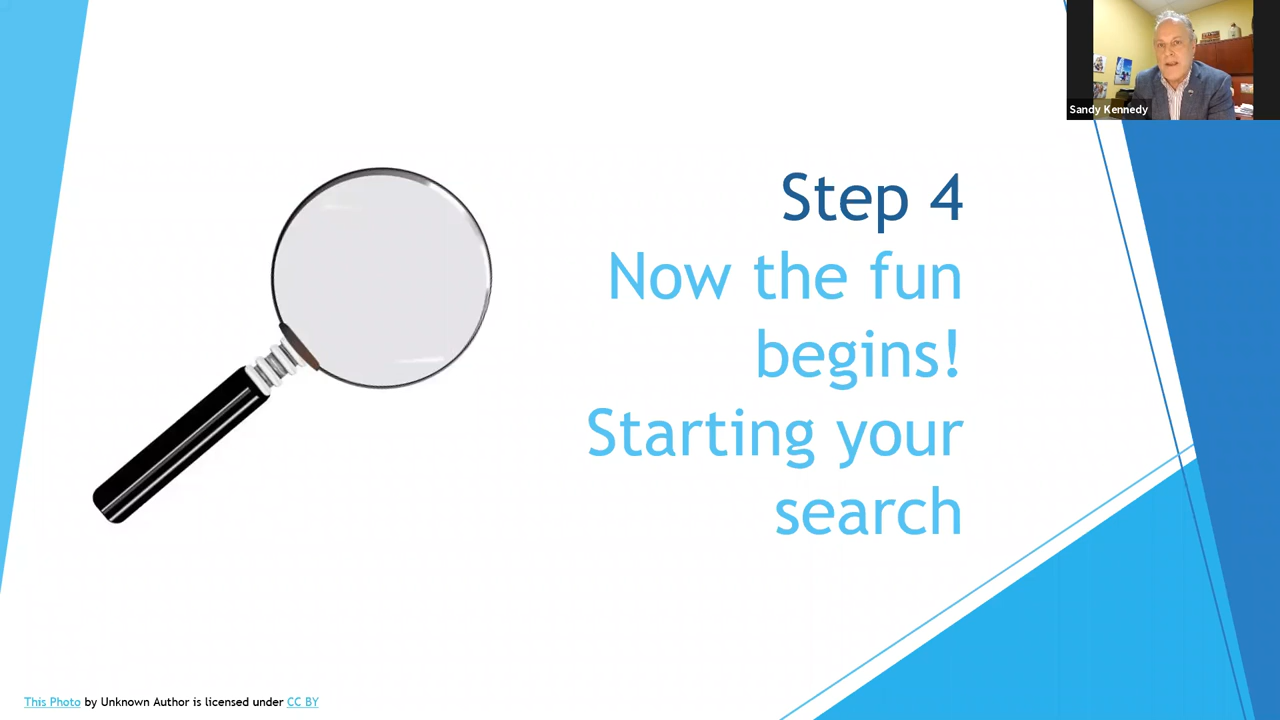 Sandy Kennedy
Step 4
Now the fun
begins!
Starting your
search
This Photo by Unknown Author is licensed under CC BY